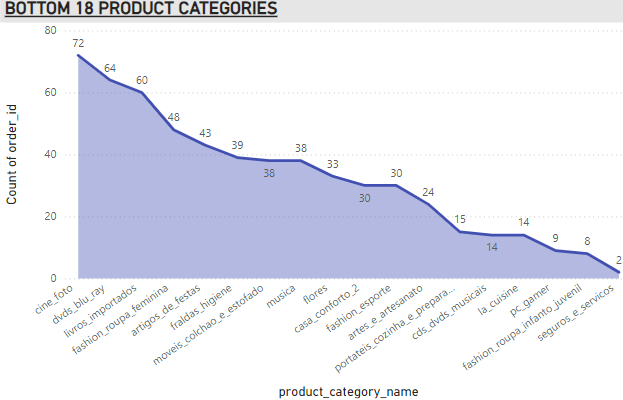 BOTTOM 18 PRODUCT CATEGORIES
80
60
40
20
0
Count of order_id
72
64
60
48
43
39
38
38
33
30
30
24
15
14
14
9
8
2
cine_foto
dvds_blu_ray
livros_importados
fashion_roupa_feminina
artigos_de_festas
fraldas_higiene
moveis_colchao_e_estofado
musica
flores
casa_conforto_2
fashion_esporte
artes_e_artesanato
portateis_cozinha_e_prepara...
cds_dvds_musicais
la_cuisine
pc_gamer
fashion_roupa_infanto_juvenil
seguros_e_servicos
product_category_name